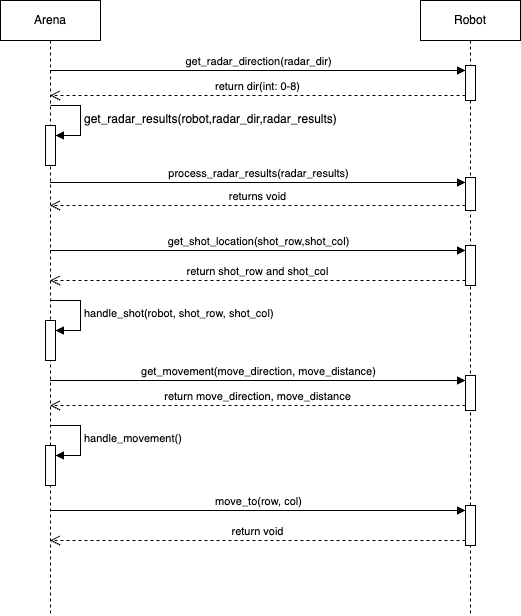 Arena
Robot
get_radar_direction(radar_dir)
return dir(int: 0-8)
get_radar_results(robot,radar_dir,radar_results)
process_radar_results(radar_results)
returns void
get_shot_location(shot_row,shot_col)
return shot_row and shot_col
handle_shot(robot, shot_row, shot_col)
get_movement(move_direction, move_distance)
return move_direction, move_distance
handle_movement()
move_to(row, col)
return void